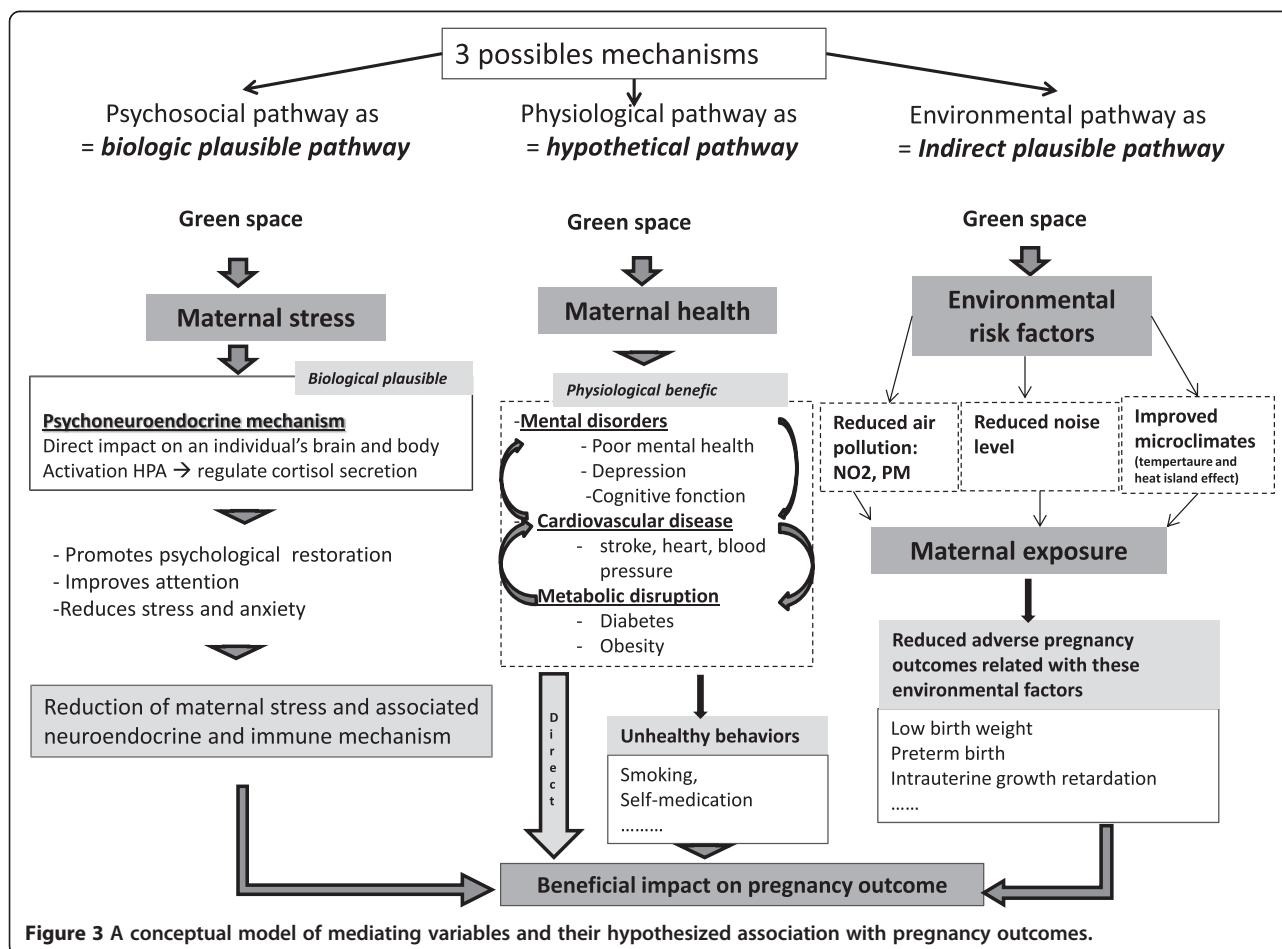 3 possibles mechanisms
Psychosocial pathway as
= biologic plausible pathway
Green space
Maternal stress
Biological plausible
Psychoneuroendocrine mechanism
Direct impact on an individual's brain and body
Activation HPA → regulate cortisol secretion
- Promotes psychological restoration
- Improves attention
-Reduces stress and anxiety
Reduction of maternal stress and associated
neuroendocrine and immune mechanism
Physiological pathway as
= hypothetical pathway
Green space
Maternal health
Physiological benefic
-Mental disorders
- Poor mental health
- Depression
-Cognitive fonction
- Cardiovascular disease
- stroke, heart, blood
pressure
Metabolic disruption
- Diabetes
- Obesity
Direct
Unhealthy behaviors
Smoking,
Self-medication
.........
Environmental pathway as
= Indirect plausible pathway
Green space
Environmental
risk factors
Reduced air
pollution:
NO2, PM
Reduced noise
level
Improved
microclimates
(tempertaure and
heat island effect)
Maternal exposure
Reduced adverse pregnancy
outcomes related with these
environmental factors
Low birth weight
Preterm birth
Intrauterine growth retardation
......
Beneficial impact on pregnancy outcome
Figure 3 A conceptual model of mediating variables and their hypothesized association with pregnancy outcomes.